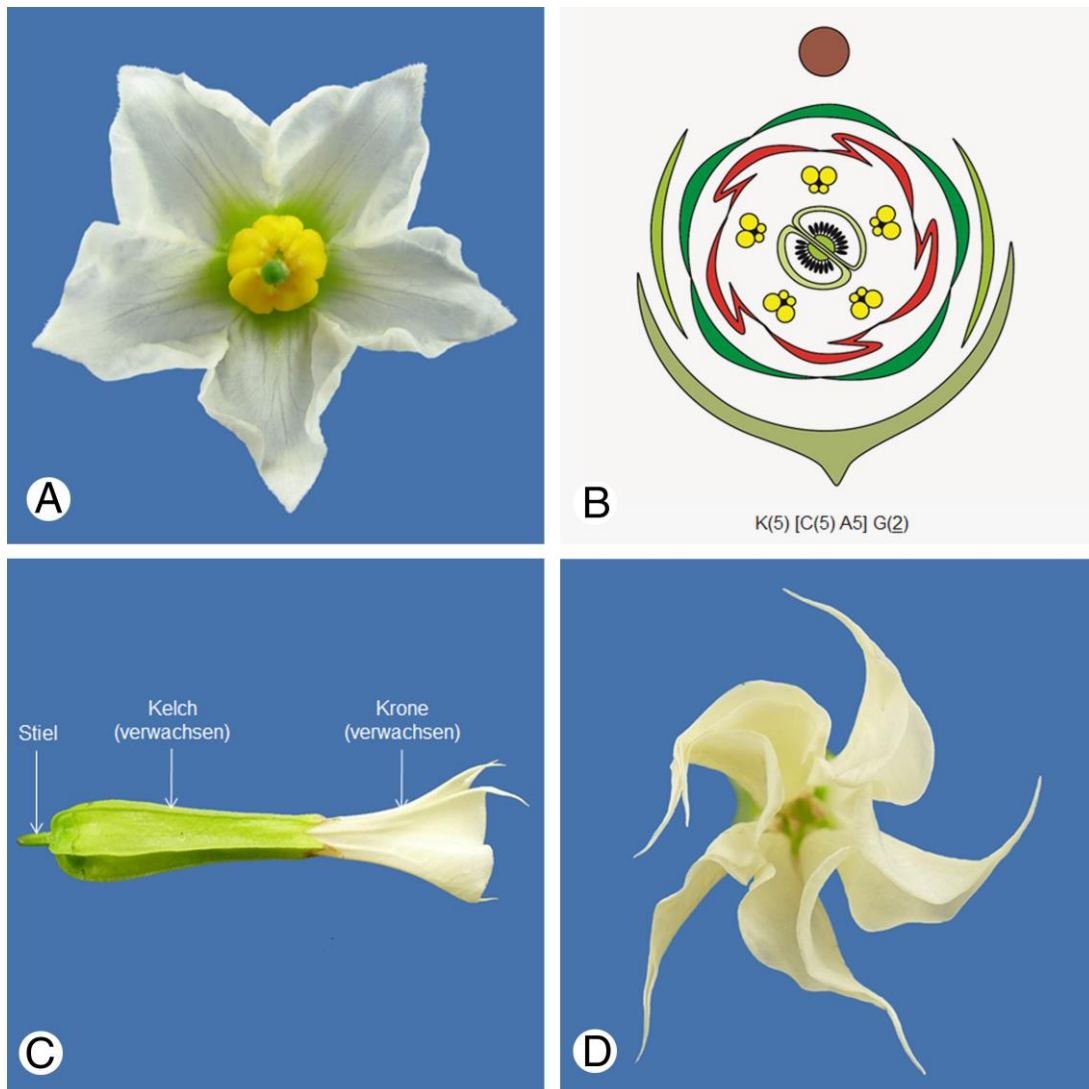 A
B
K(5) [C(5) A5] G(2)
Stiel
Kelch
(verwachsen)
Krone
(verwachsen)
C
D